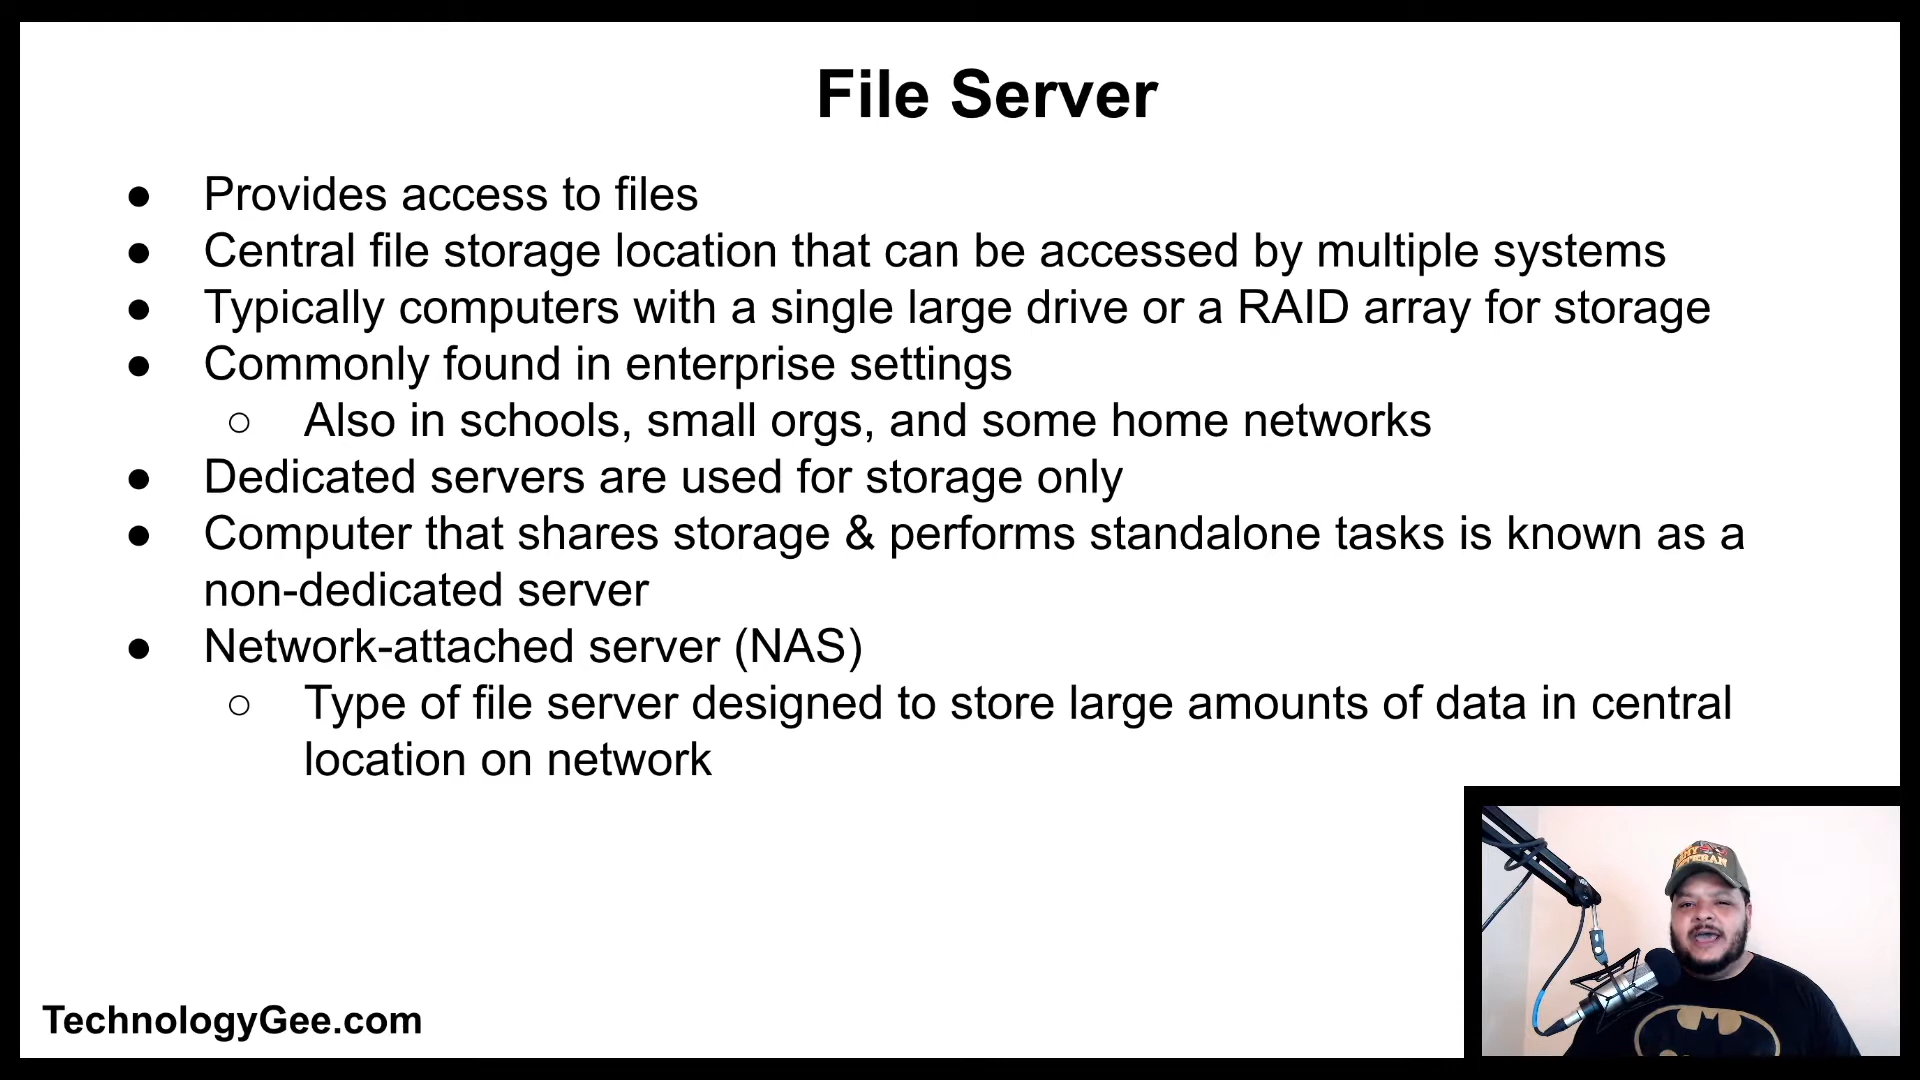 File Server
● Provides access to files
● Central file storage location that can be accessed by multiple systems
● Typically computers with a single large drive or a RAID array for storage
● Commonly found in enterprise settings
○ Also in schools, small orgs, and some home networks
● Dedicated servers are used for storage only
● Computer that shares storage & performs standalone tasks is known as a
non-dedicated server
● Network-attached server (NAS)
○ Type of file server designed to store large amounts of data in central
location on network
TechnologyGee.com